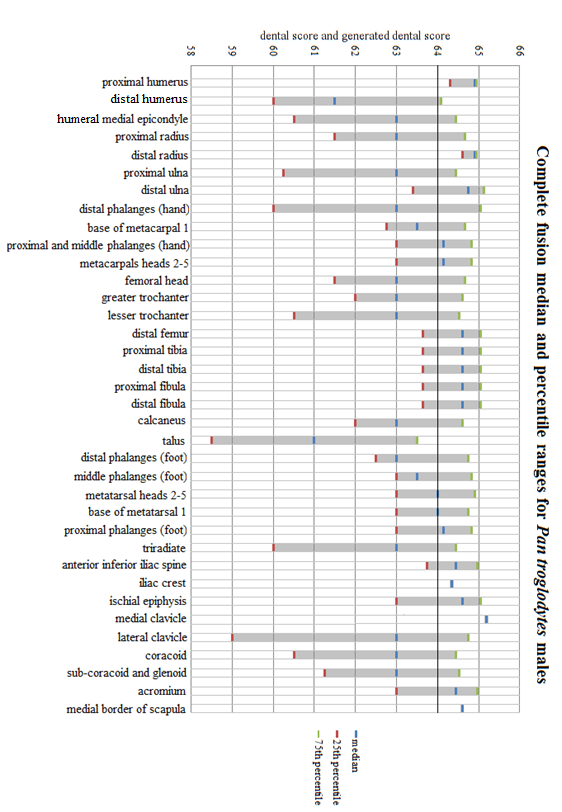 Complete fusion median and percentile ranges for Pan troglodytes males
dental score and generated dental score
58
59
60
61
62
63
64
65
66
proximal humerus
distal humerus
humeral medial epicondyle
proximal radius
distal radius
proximal ulna
distal ulna
distal phalanges (hand)
base of metacarpal 1
proximal and middle phalanges (hand)
metacarpals heads 2-5
femoral head
greater trochanter
lesser trochanter
distal femur
proximal tibia
distal tibia
proximal fibula
distal fibula
calcaneus
talus
distal phalanges (foot)
middle phalanges (foot)
metatarsal heads 2-5
base of metatarsal 1
proximal phalanges (foot)
triradiate
anterior inferior iliac spine
iliac crest
ischial epiphysis
medial clavicle
lateral clavicle
coracoid
sub-coracoid and glenoid
acromium
medial border of scapula
median
25th percentile
75th percentile